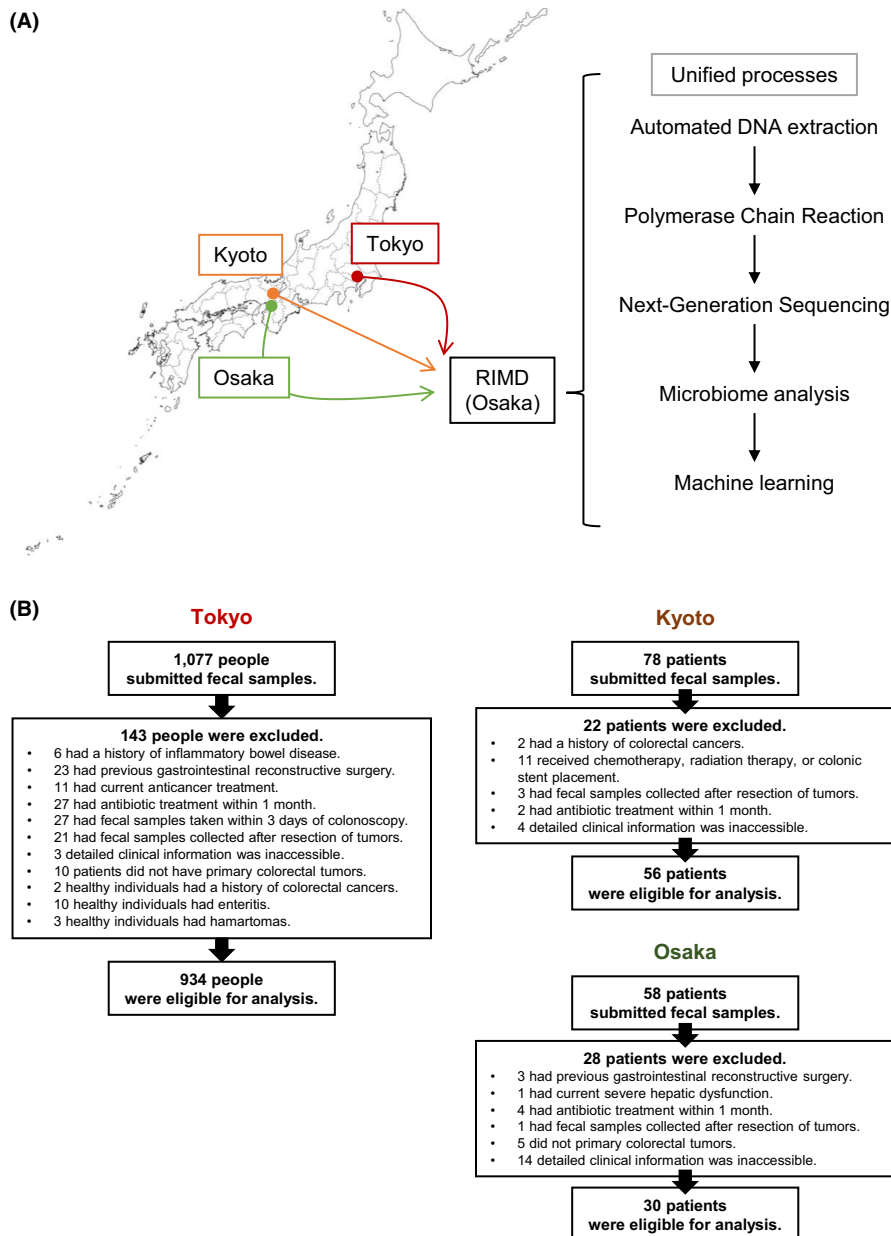 (A)
Kyoto
Tokyo
Osaka
RIMD
(Osaka)
Unified processes
Automated DNA extraction
Polymerase Chain Reaction
Next-Generation Sequencing
Microbiome analysis
Machine learning
(B)
Tokyo
1,077 people
submitted fecal samples.
143 people were excluded.
• 6 had a history of inflammatory bowel disease.
• 23 had previous gastrointestinal reconstructive surgery.
• 11 had current anticancer treatment.
• 27 had antibiotic treatment within 1 month.
• 27 had fecal samples taken within 3 days of colonoscopy.
• 21 had fecal samples collected after resection of tumors.
• 3 detailed clinical information was inaccessible.
• 10 patients did not have primary colorectal tumors.
• 2 healthy individuals had a history of colorectal cancers.
• 10 healthy individuals had enteritis.
• 3 healthy individuals had hamartomas.
934 people
were eligible for analysis.
Kyoto
78 patients
submitted fecal samples.
22 patients were excluded.
• 2 had a history of colorectal cancers.
• 11 received chemotherapy, radiation therapy, or colonic
stent placement.
• 3 had fecal samples collected after resection of tumors.
• 2 had antibiotic treatment within 1 month.
• 4 detailed clinical information was inaccessible.
56 patients
were eligible for analysis.
Osaka
58 patients
submitted fecal samples.
28 patients were excluded.
• 3 had previous gastrointestinal reconstructive surgery.
• 1 had current severe hepatic dysfunction.
• 4 had antibiotic treatment within 1 month.
• 1 had fecal samples collected after resection of tumors.
• 5 did not primary colorectal tumors.
• 14 detailed clinical information was inaccessible.
30 patients
were eligible for analysis.